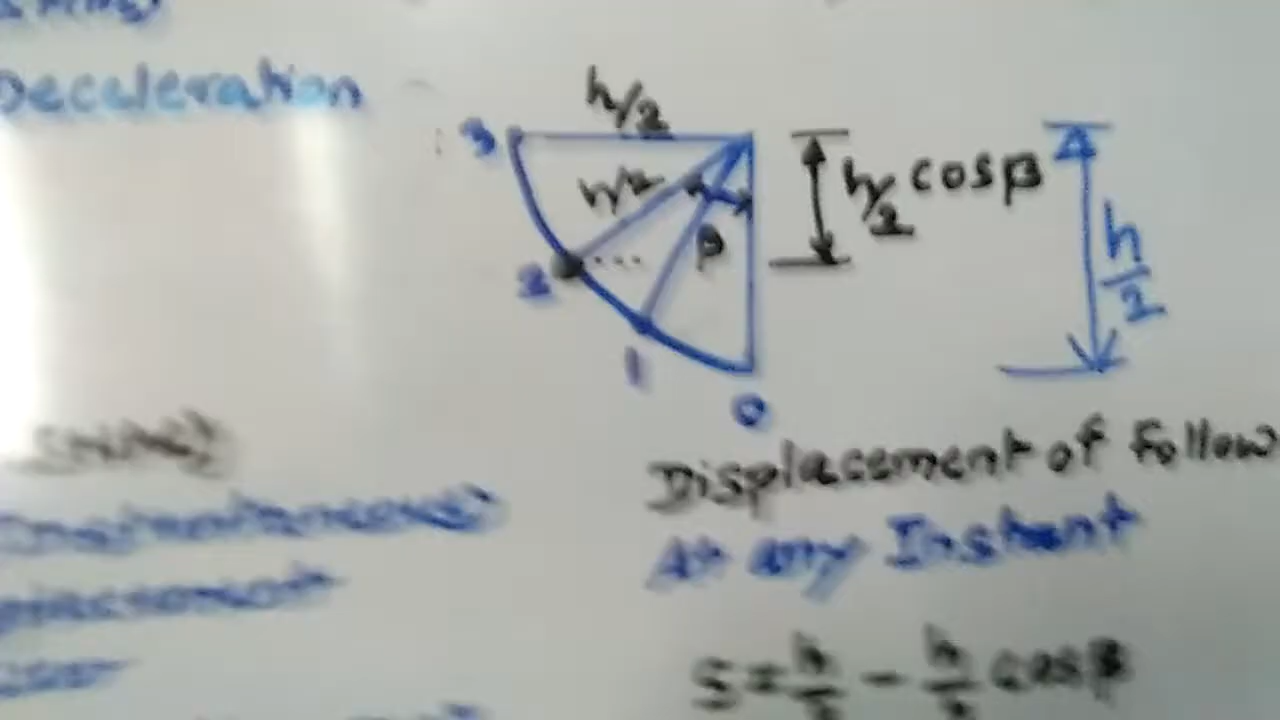 Deceleration
h/2
3
h/2
h/2 cosβ
h/2
β
2
1
0
Displacement of Follow
At any Instant
Instantaneous
S = h/2 - h/2 cosβ